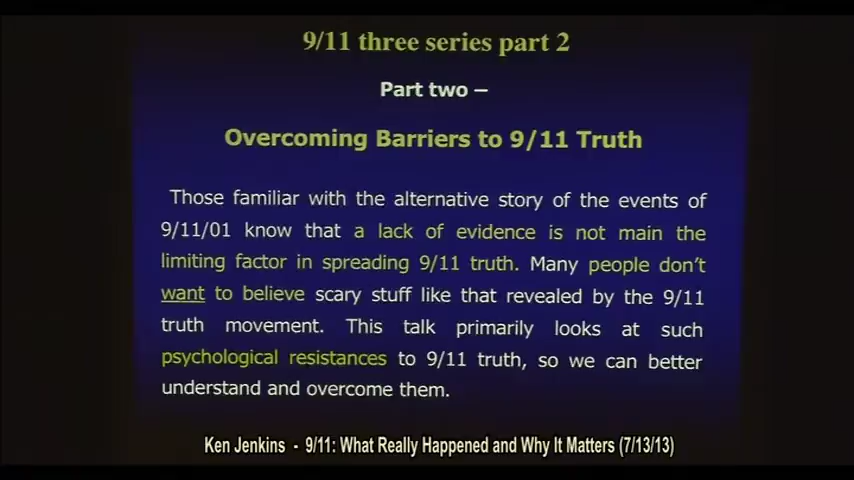 9/11 three series part 2
Part two –
Overcoming Barriers to 9/11 Truth
Those familiar with the alternative story of the events of
9/11/01 know that a lack of evidence is not main the
limiting factor in spreading 9/11 truth. Many people don't
want to believe scary stuff like that revealed by the 9/11
truth movement. This talk primarily looks at such
psychological resistances to 9/11 truth, so we can better
understand and overcome them.
Ken Jenkins - 9/11: What Really Happened and Why It Matters (7/13/13)